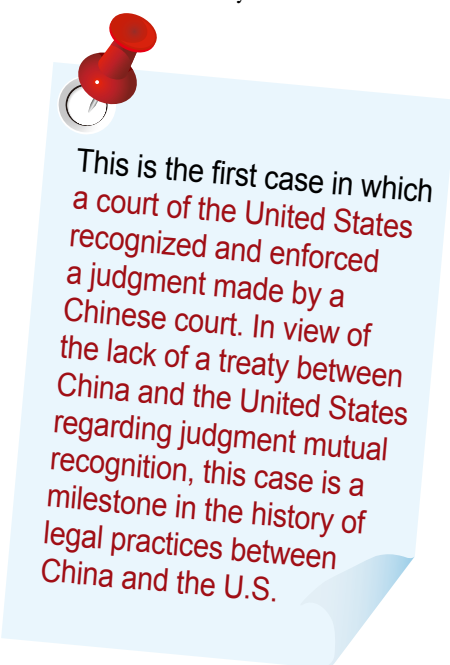 This is the first case in which
a court of the United States
recognized and enforced
a judgment made by a
Chinese court. In view of
the lack of a treaty between
China and the United States
regarding judgment mutual
recognition, this case is a
milestone in the history of
legal practices between
China and the U.S.